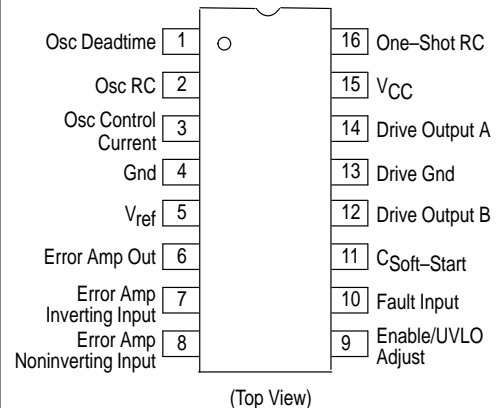 Osc Deadtime 1
16 One–Shot RC
Osc RC 2
15 VCC
Osc Control
Current 3
14 Drive Output A
Gnd 4
13 Drive Gnd
Vref 5
12 Drive Output B
Error Amp Out 6
11 CSoft–Start
Error Amp
Inverting Input 7
10 Fault Input
Error Amp
Noninverting Input 8
9 Enable/UVLO
Adjust
(Top View)